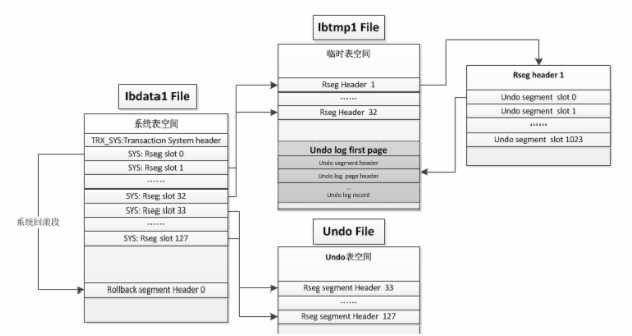 Ibtmp1 File
临时表空间
Rseg Header 1
......
Rseg Header 32
Undo log first page
Undo segment header
Undo log page header
...
Undo log record
Rseg header 1
Undo segment slot 0
Undo segment slot 1
......
Undo segment slot 1023
Ibdata1 File
系统表空间
TRX_SYS:Transaction System header
SYS: Rseg slot 0
SYS: Rseg slot 1
......
SYS: Rseg slot 32
SYS: Rseg slot 33
......
SYS: Rseg slot 127
Rollback segment Header 0
系统回滚段
Undo File
Undo表空间
Rseg segment Header 33
......
Rseg segment Header 127